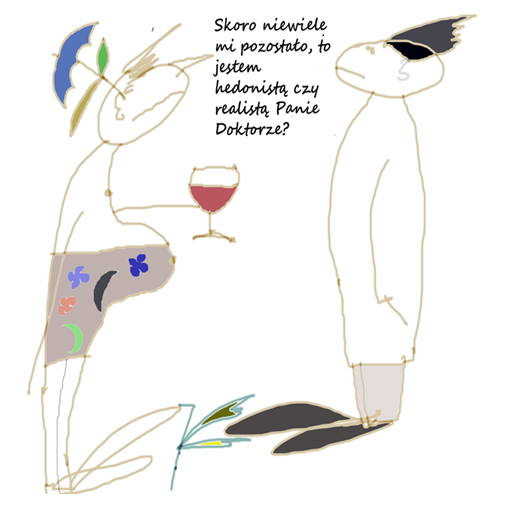 Skoro niewiele
mi pozostało, to
jestem
hedonistą czy
realistą Panie
Doktorze?